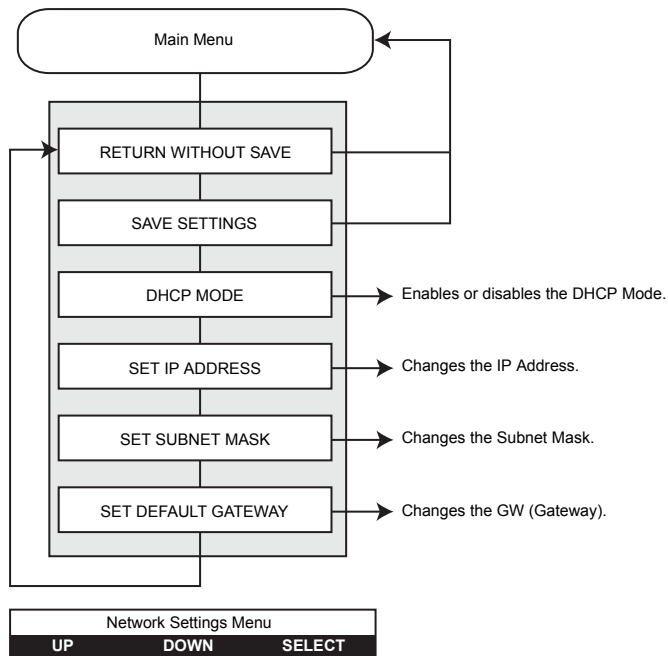 Main Menu
RETURN WITHOUT SAVE
SAVE SETTINGS
DHCP MODE
Enables or disables the DHCP Mode.
SET IP ADDRESS
Changes the IP Address.
SET SUBNET MASK
Changes the Subnet Mask.
SET DEFAULT GATEWAY
Changes the GW (Gateway).
Network Settings Menu
UP DOWN SELECT